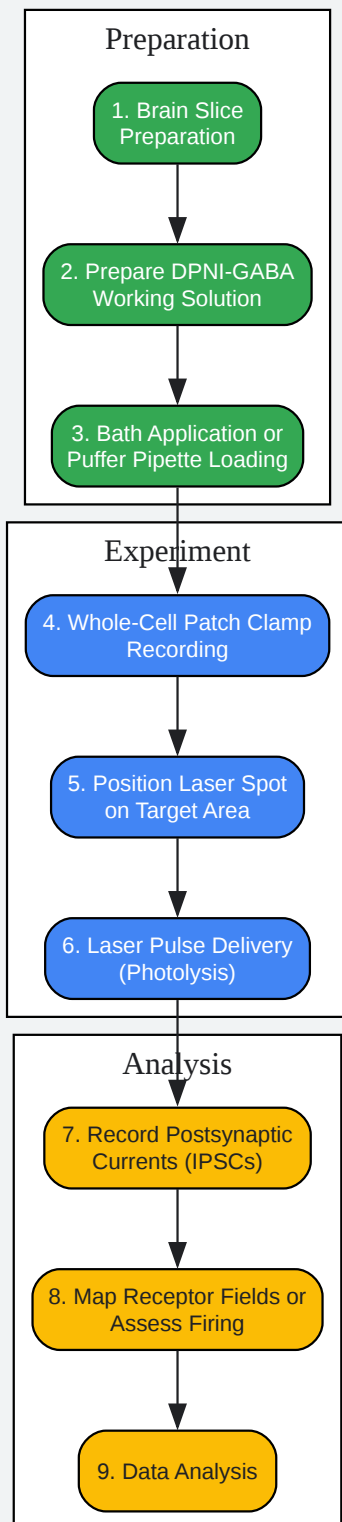 Preparation
1. Brain Slice
Preparation
2. Prepare DPNI-GABA
Working Solution
3. Bath Application or
Puffer Pipette Loading
Experiment
4. Whole-Cell Patch Clamp
Recording
5. Position Laser Spot
on Target Area
6. Laser Pulse Delivery
(Photolysis)
Analysis
7. Record Postsynaptic
Currents (IPSCs)
8. Map Receptor Fields or
Assess Firing
9. Data Analysis